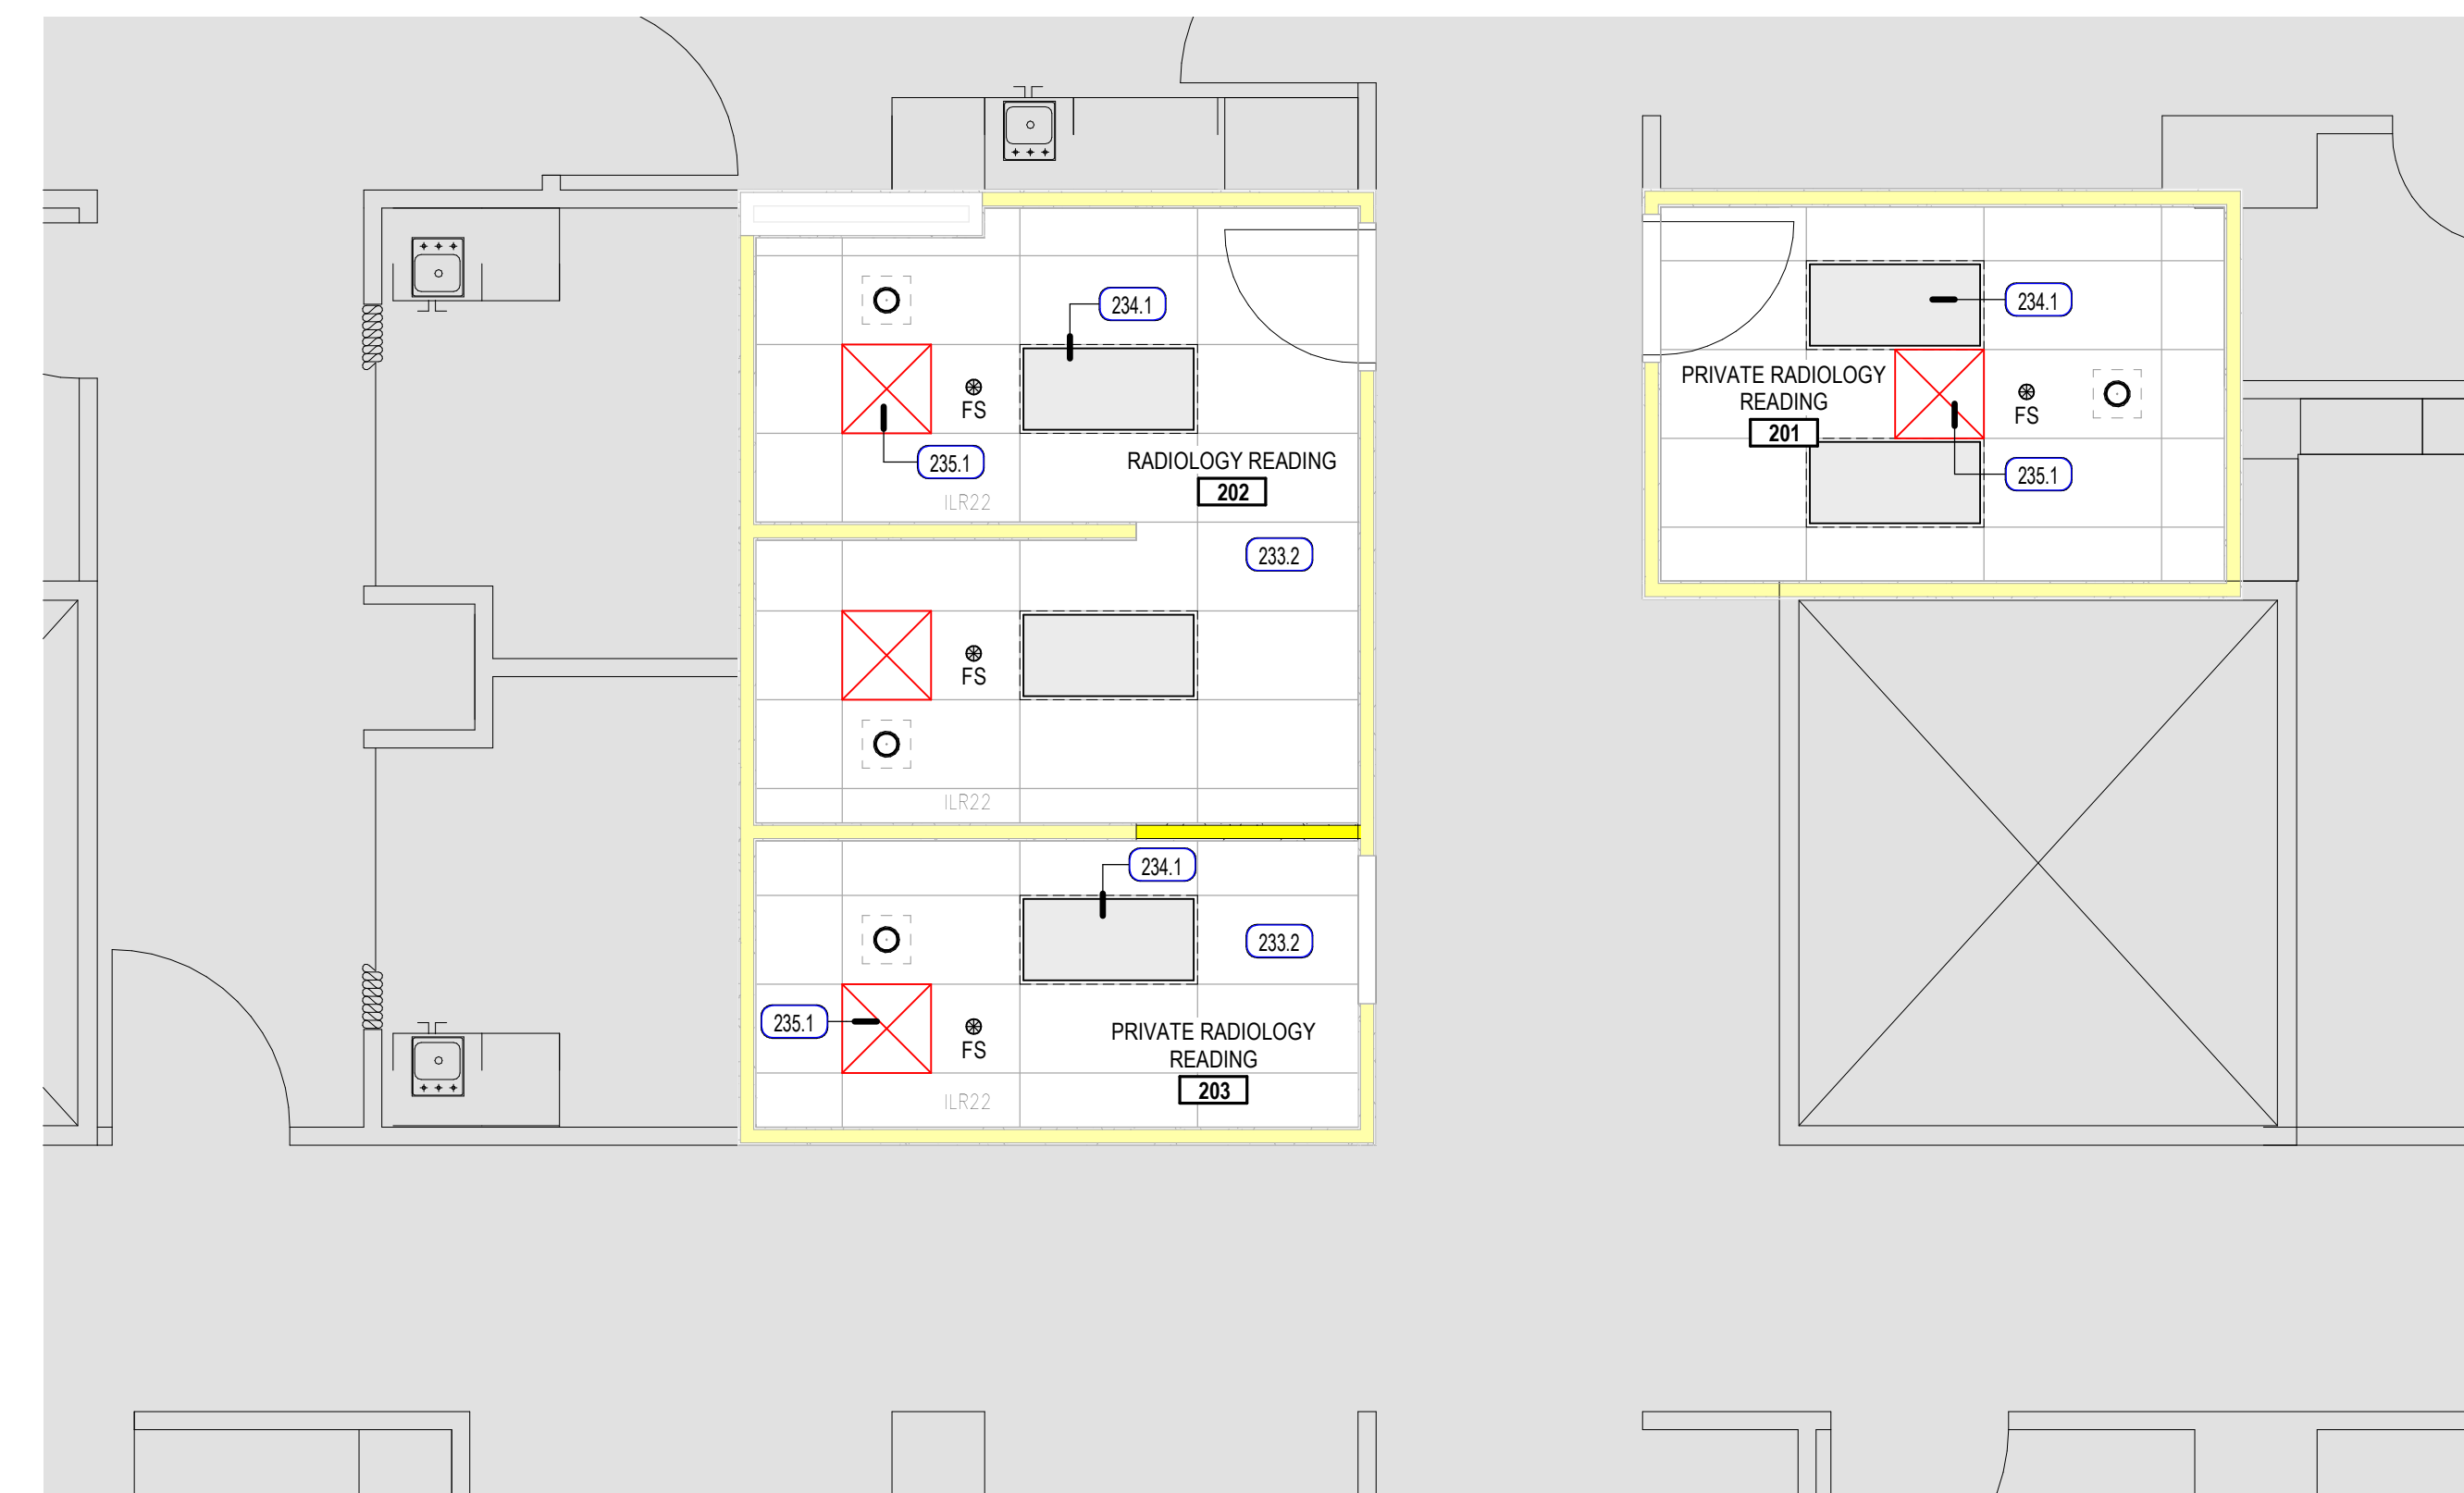 234.1
FS
235.1
RADIOLOGY READING
202
ILR22
233.2
FS
ILR22
234.1
233.2
235.1
FS
PRIVATE RADIOLOGY
READING
203
ILR22
234.1
PRIVATE RADIOLOGY
READING
201
FS
235.1